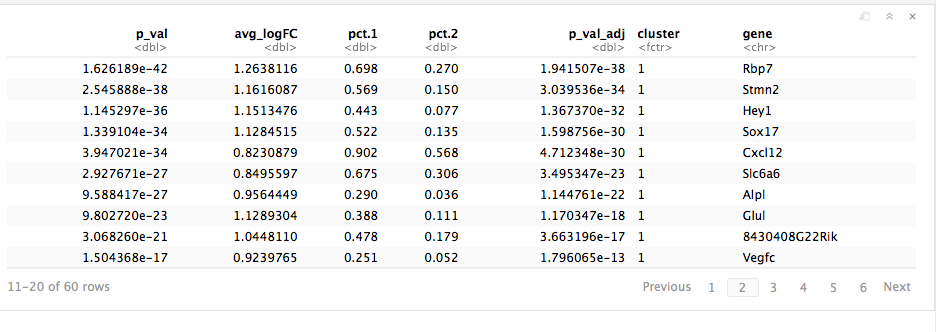 p_val avg_logFC pct.1 pct.2 p_val_adj cluster gene
<dbl> <dbl> <dbl> <dbl> <dbl> <fctr> <chr>
1.626189e-42 1.2638116 0.698 0.270 1.941507e-38 1 Rbp7
2.545888e-38 1.1616087 0.569 0.150 3.039536e-34 1 Stmn2
1.145297e-36 1.1513476 0.443 0.077 1.367370e-32 1 Hey1
1.339104e-34 1.1284515 0.522 0.135 1.598756e-30 1 Sox17
3.947021e-34 0.8230879 0.902 0.568 4.712348e-30 1 Cxcl12
2.927671e-27 0.8495597 0.675 0.306 3.495347e-23 1 Slc6a6
9.588417e-27 0.9564449 0.290 0.036 1.144761e-22 1 Alpl
9.802720e-23 1.1289304 0.388 0.111 1.170347e-18 1 Glul
3.068260e-21 1.0448110 0.478 0.179 3.663196e-17 1 8430408G22Rik
1.504368e-17 0.9239765 0.251 0.052 1.796065e-13 1 Vegfc
11-20 of 60 rows Previous 1 2 3 4 5 6 Next